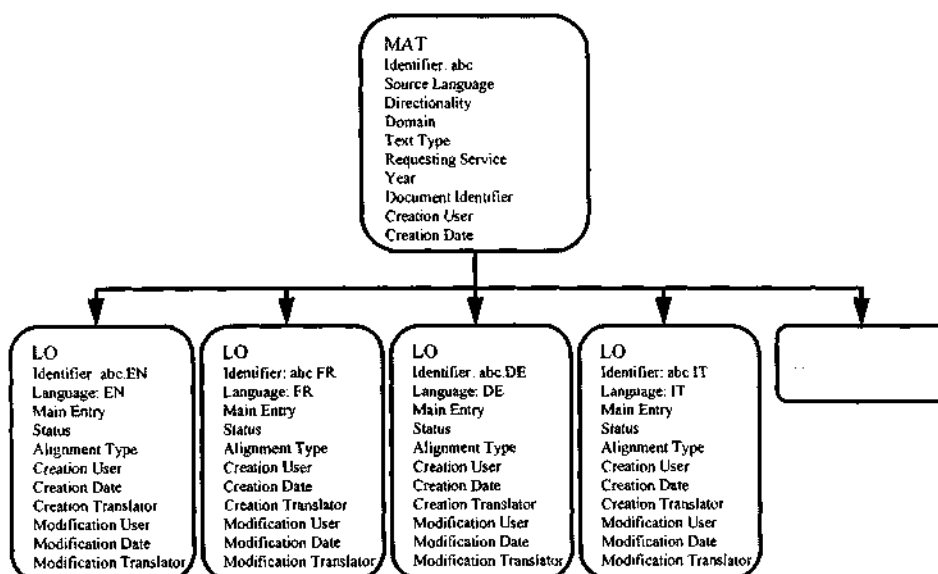 MAT
Identifier: abc
Source Language
Directionality
Domain
Text Type
Requesting Service
Year
Document Identifier
Creation User
Creation Date
LO
Identifier: abc.EN
Language: EN
Main Entry
Status
Alignment Type
Creation User
Creation Date
Creation Translator
Modification User
Modification Date
Modification Translator
LO
Identifier: abc FR
Language: FR
Main Entry
Status
Alignment Type
Creation User
Creation Date
Creation Translator
Modification User
Modification Date
Modification Translator
LO
Identifier: abc.DE
Language: DE
Main Entry
Status
Alignment Type
Creation User
Creation Date
Creation Translator
Modification User
Modification Date
Modification Translator
LO
Identifier: abc IT
Language: IT
Main Entry
Status
Alignment Type
Creation User
Creation Date
Creation Translator
Modification User
Modification Date
Modification Translator
...